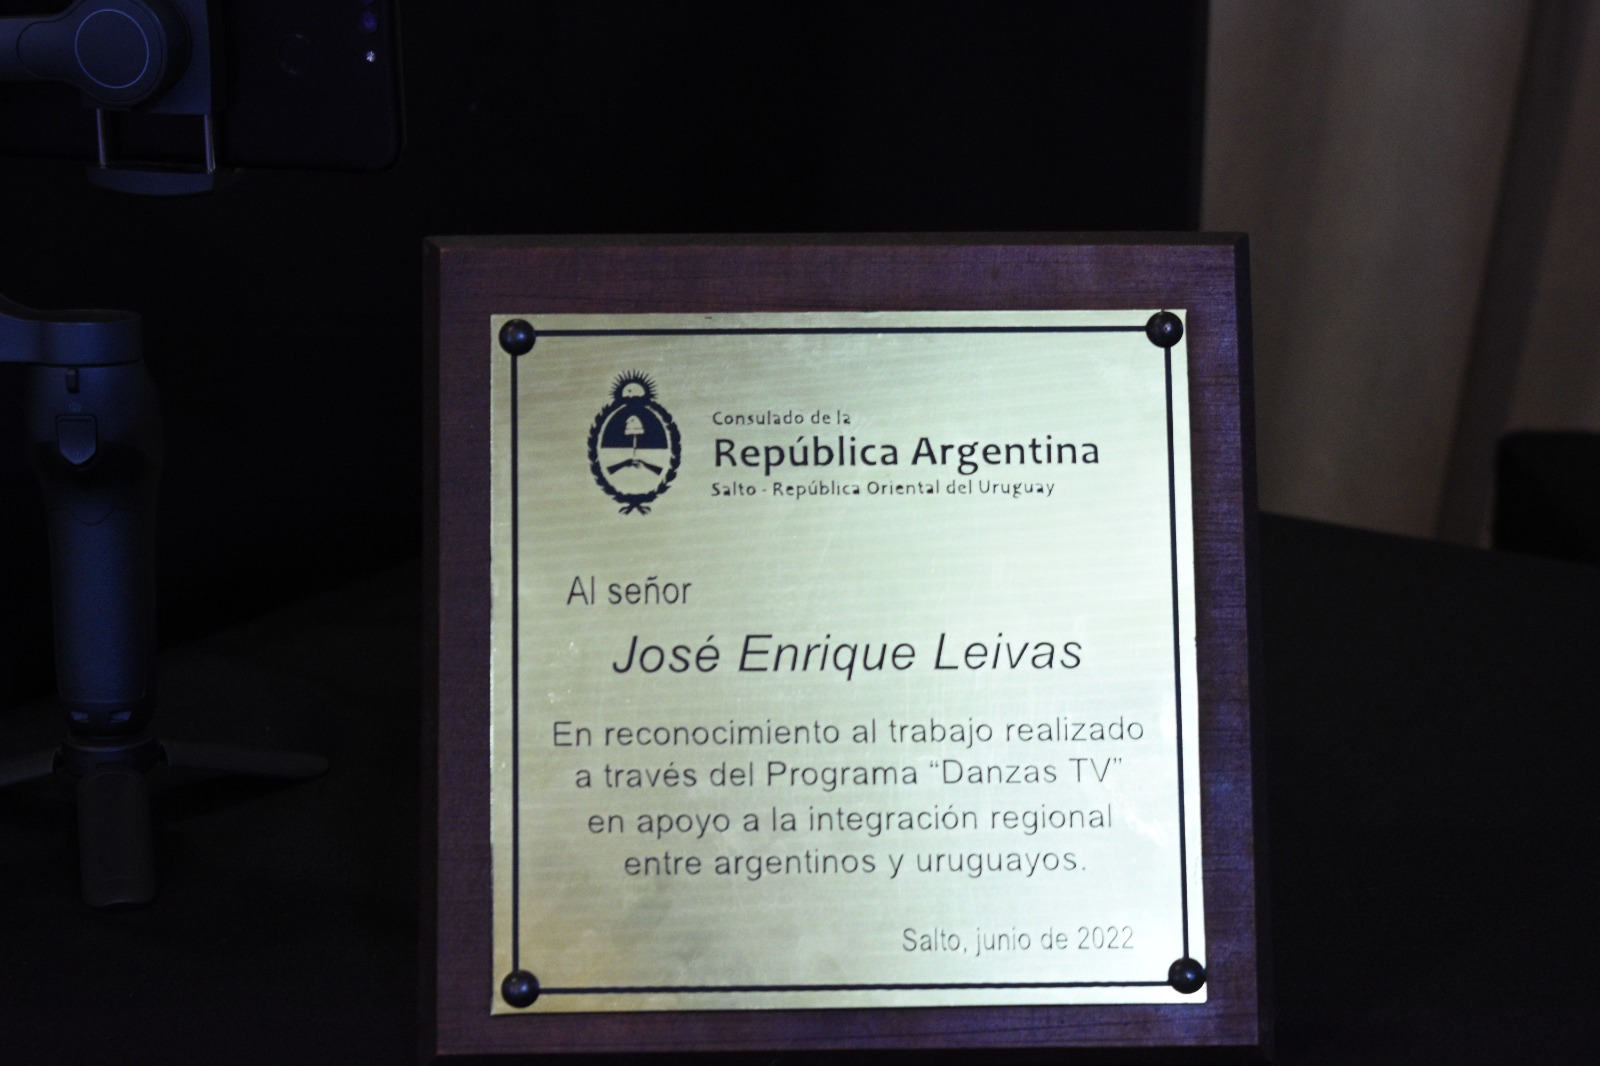 Consulado de la
República Argentina
Salto - República Oriental del Uruguay
Al señor
José Enrique Leivas
En reconocimiento al trabajo realizado
a través del Programa “Danzas TV”
en apoyo a la integración regional
entre argentinos y uruguayos.
Salto, junio de 2022